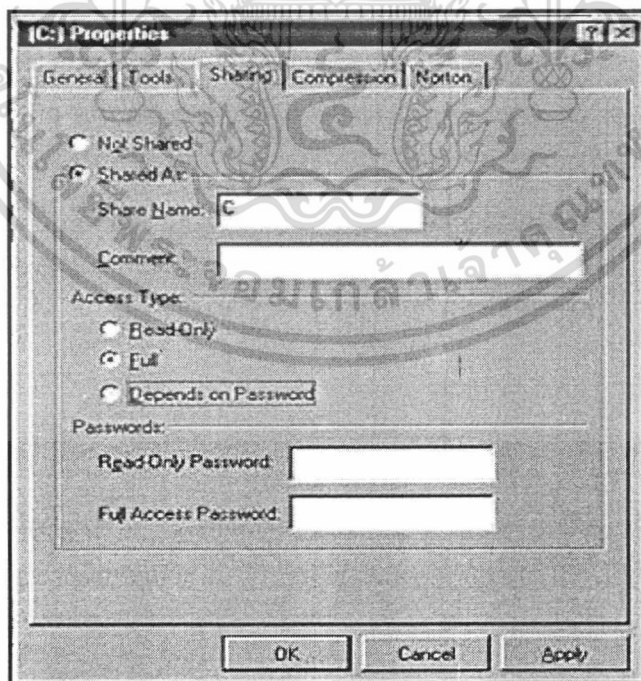 (C:) Properties
General Tools Sharing Compression Norton
Not Shared
Shared As:
Share Name: C
Comment:
Access Type:
Read-Only
Full
Depends on Password
Passwords:
Read-Only Password:
Full Access Password:
OK Cancel Apply